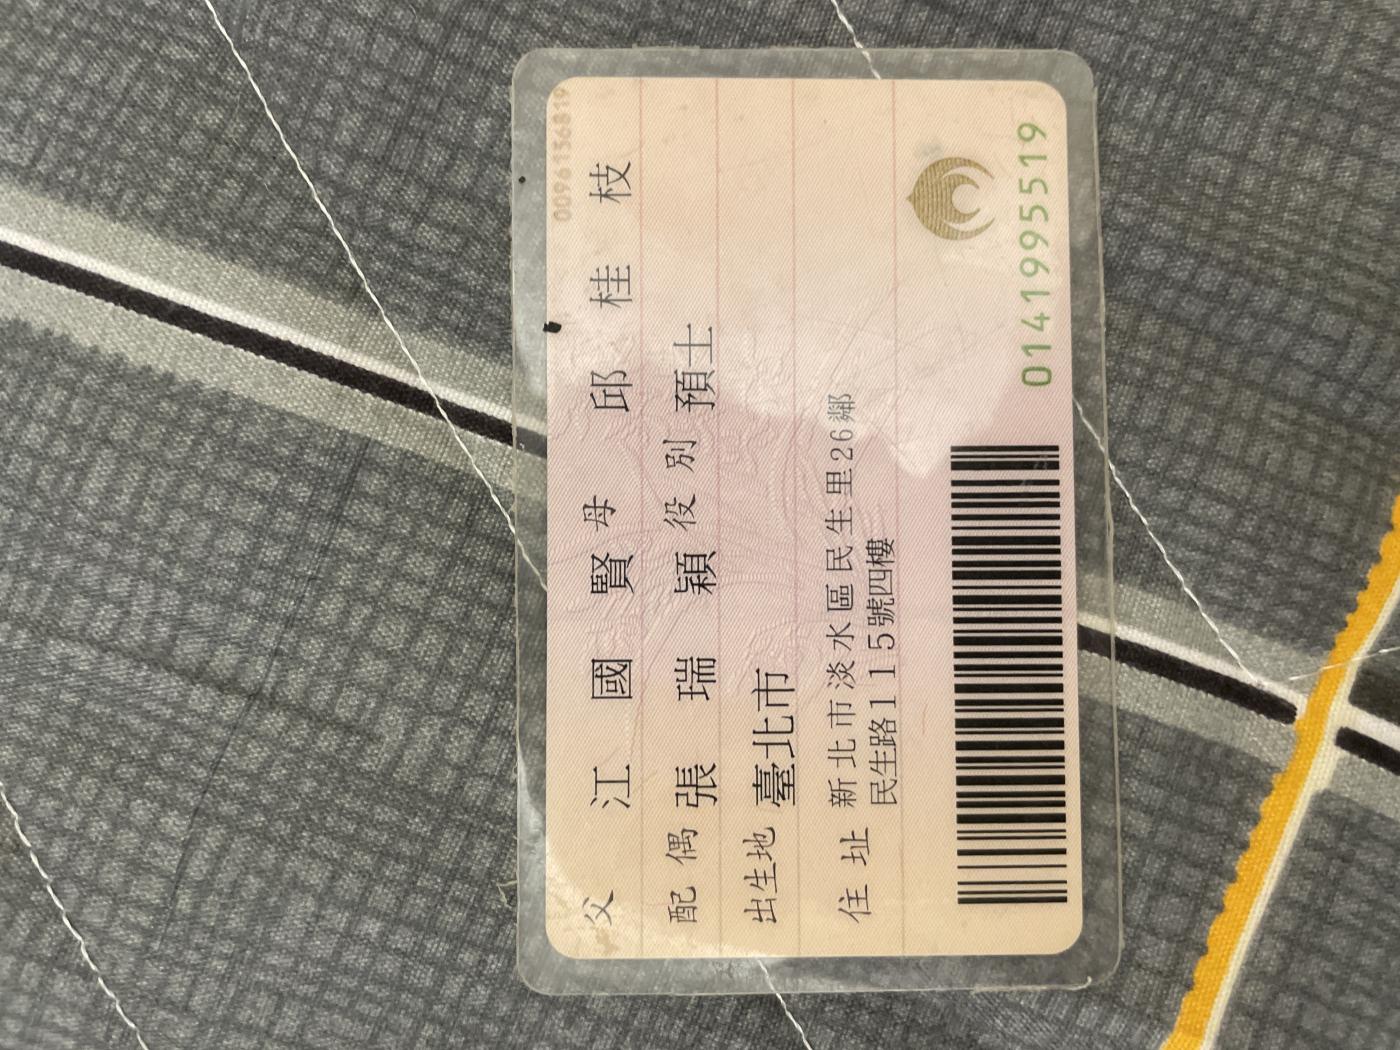 0096156819
父 江國賢 母 邱桂枝
配偶 張瑞穎 役別 預士
出生地 臺北市
住址 新北市淡水區民生里26鄰
民生路115號四樓
01419955519